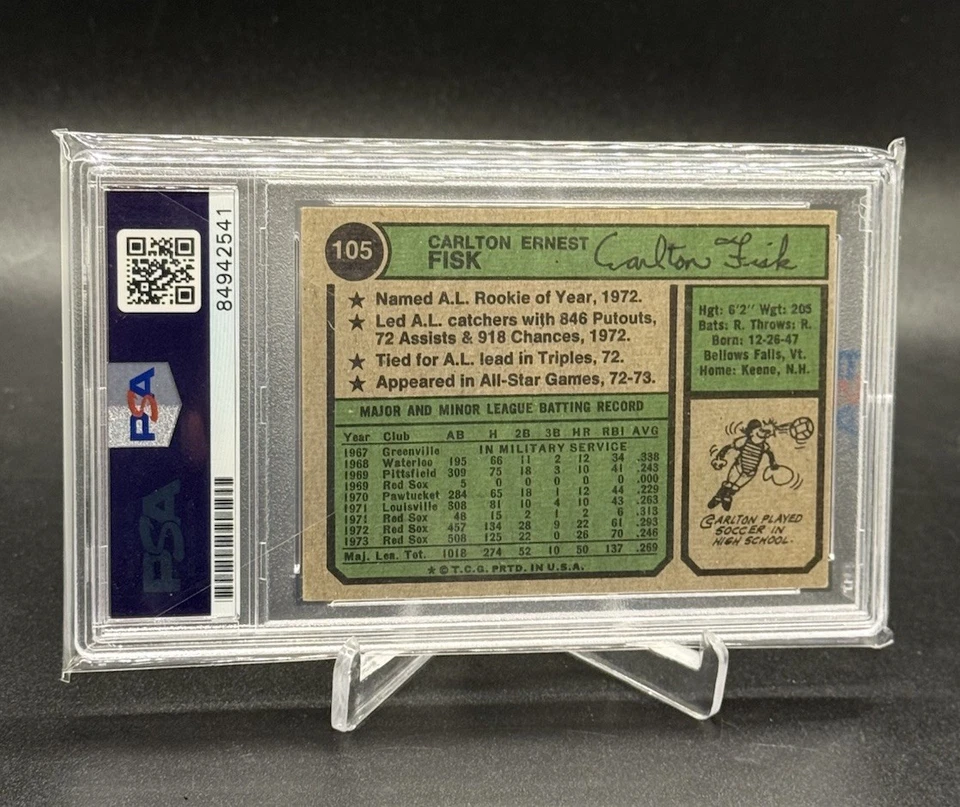 84942541
PSA
PSA
105
CARLTON ERNEST
FISK
Carlton Fisk
★ Named A.L. Rookie of Year, 1972.
★ Led A.L. catchers with 846 Putouts,
72 Assists & 918 Chances, 1972.
★ Tied for A.L. lead in Triples, 72.
★ Appeared in All-Star Games, 72-73.
Hgt: 6'2" Wgt: 205
Bats: R. Throws: R.
Born: 12-26-47
Bellows Falls, Vt.
Home: Keene, N.H.
MAJOR AND MINOR LEAGUE BATTING RECORD
Year Club AB H 2B 3B HR RBI AVG
1967 Greenville IN MILITARY SERVICE
1968 Waterloo 195 66 11 2 12 34 .338
1969 Pittsfield 309 75 18 3 10 41 .243
1969 Red Sox 5 0 0 0 0 0 .000
1970 Pawtucket 284 65 18 1 12 44 .229
1971 Louisville 308 81 10 4 10 43 .263
1971 Red Sox 48 15 2 1 2 6 .313
1972 Red Sox 457 134 28 9 22 61 .293
1973 Red Sox 508 125 22 0 26 70 .246
Maj. Lea. Tot. 1018 274 52 10 50 137 .269
★ © T.C.G. PRTD. IN U.S.A.
CARLTON PLAYED
SOCCER IN
HIGH SCHOOL.